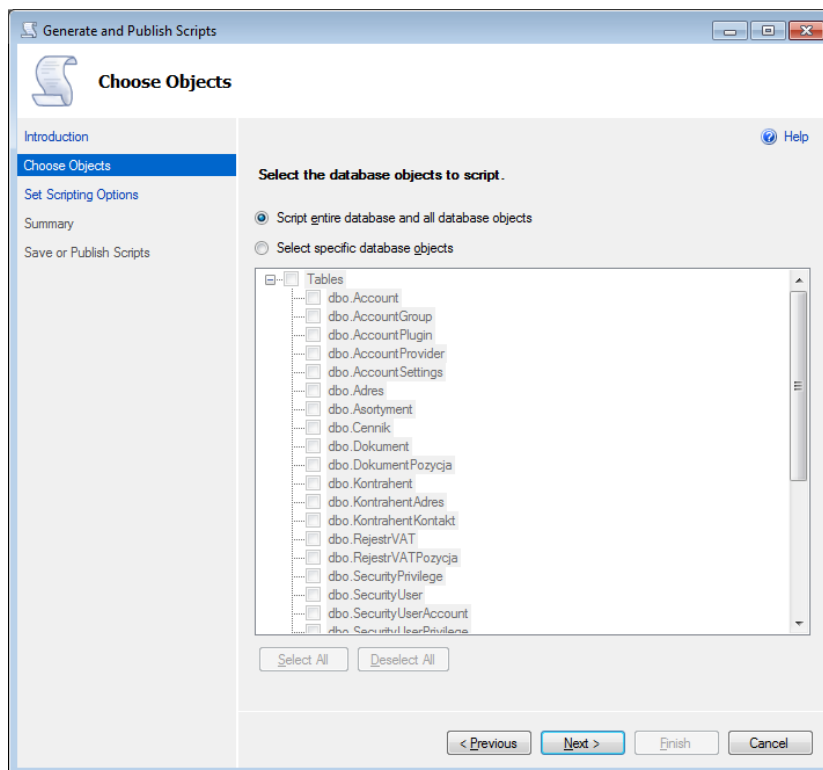 Generate and Publish Scripts
Choose Objects
Introduction
Help
Choose Objects
Set Scripting Options
Summary
Save or Publish Scripts
Select the database objects to script.
Script entire database and all database objects
Select specific database objects
Tables
dbo.Account
dbo.AccountGroup
dbo.AccountPlugin
dbo.AccountProvider
dbo.AccountSettings
dbo.Adres
dbo.Asortyment
dbo.Cennik
dbo.Dokument
dbo.DokumentPozycja
dbo.Kontrahent
dbo.KontrahentAdres
dbo.KontrahentKontakt
dbo.RejestrVAT
dbo.RejestrVATPozycja
dbo.SecurityPrivilege
dbo.SecurityUser
dbo.SecurityUserAccount
dbo.SecurityUserPrivilege
Select All Deselect All
< Previous Next > Finish Cancel